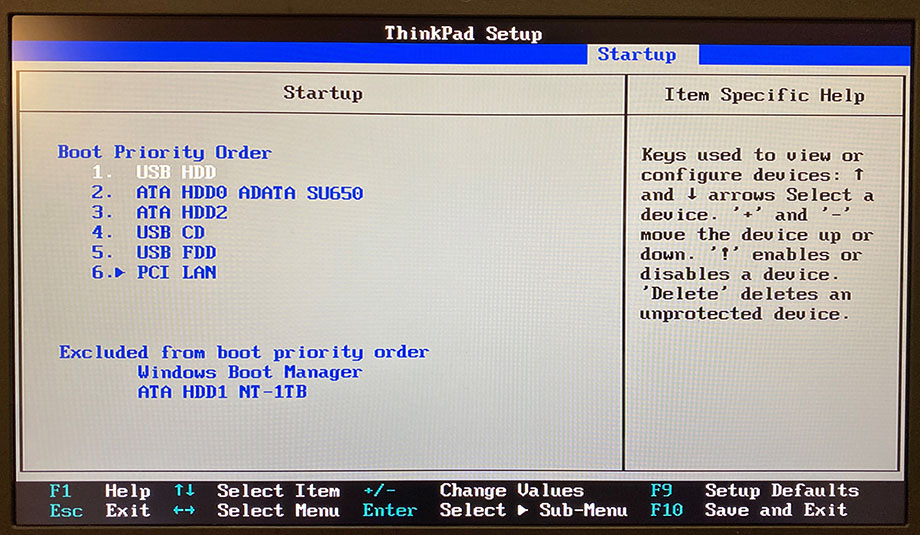 ThinkPad Setup
Startup
Startup
Item Specific Help
Boot Priority Order
1. USB HDD
2. ATA HDD0 ADATA SU650
3. ATA HDD2
4. USB CD
5. USB FDD
6.▶ PCI LAN
Excluded from boot priority order
Windows Boot Manager
ATA HDD1 NT-1TB
Keys used to view or
configure devices: ↑
and ↓ arrows Select a
device. '+' and '-'
move the device up or
down. '!' enables or
disables a device.
'Delete' deletes an
unprotected device.
F1 Help ↑↓ Select Item +/- Change Values F9 Setup Defaults
Esc Exit ←→ Select Menu Enter Select ▶ Sub-Menu F10 Save and Exit